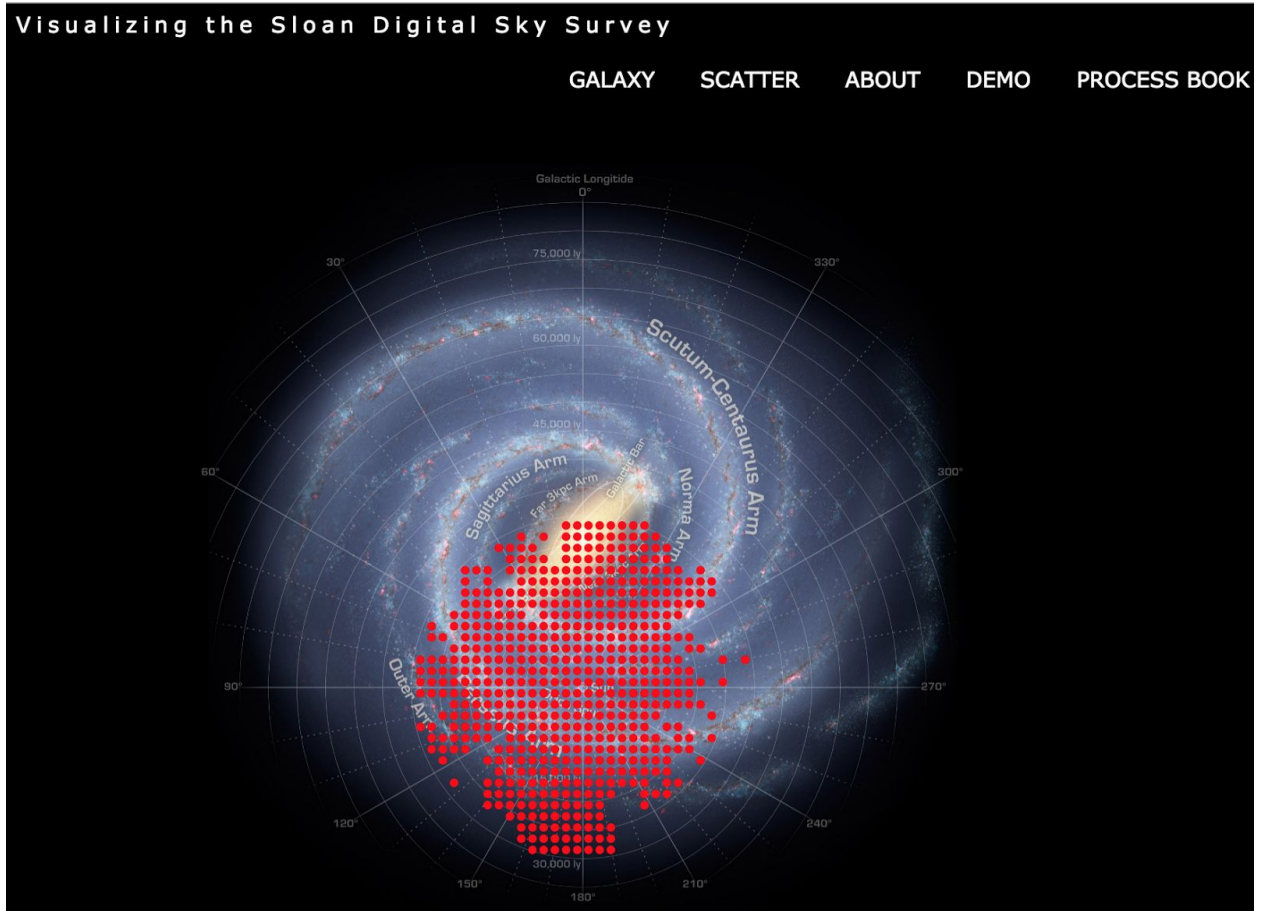 Visualizing the Sloan Digital Sky Survey
GALAXY SCATTER ABOUT DEMO PROCESS BOOK
Galactic Longitide
0°
30°
330°
75,000 ly
60,000 ly
Scutum-Centaurus Arm
45,000 ly
Galactic Bar
Sagittarius Arm
Far 3kpc Arm
Norma Arm
60°
300°
Outer Arm
90°
270°
120°
240°
30,000 ly
150°
210°
180°